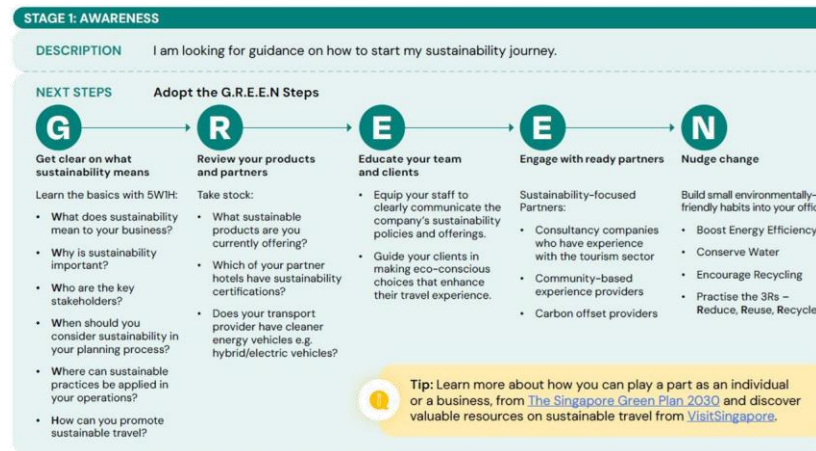 STAGE 1: AWARENESS
DESCRIPTION I am looking for guidance on how to start my sustainability journey.
NEXT STEPS Adopt the G.R.E.E.N Steps
G
Get clear on what
sustainability means
Learn the basics with 5W1H:
• What does sustainability
mean to your business?
• Why is sustainability
important?
• Who are the key
stakeholders?
• When should you
consider sustainability in
your planning process?
• Where can sustainable
practices be applied in
your operations?
• How can you promote
sustainable travel?
R
Review your products
and partners
Take stock:
• What sustainable
products are you
currently offering?
• Which of your partner
hotels have sustainability
certifications?
• Does your transport
provider have cleaner
energy vehicles e.g.
hybrid/electric vehicles?
E
Educate your team
and clients
• Equip your staff to
clearly communicate the
company's sustainability
policies and offerings.
• Guide your clients in
making eco-conscious
choices that enhance
their travel experience.
E
Engage with ready partners
Sustainability-focused
Partners:
• Consultancy companies
who have experience
with the tourism sector
• Community-based
experience providers
• Carbon offset providers
N
Nudge change
Build small environmentally-
friendly habits into your offic
• Boost Energy Efficiency
• Conserve Water
• Encourage Recycling
• Practise the 3Rs –
Reduce, Reuse, Recycle
Tip: Learn more about how you can play a part as an individual
or a business, from The Singapore Green Plan 2030 and discover
valuable resources on sustainable travel from VisitSingapore.